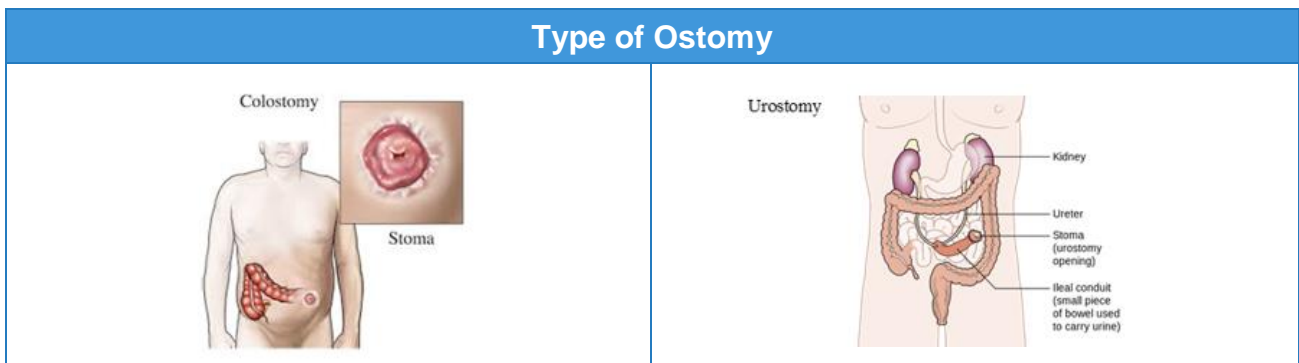 Type of Ostomy
Colostomy
Stoma
Urostomy
Kidney
Ureter
Stoma
(urostomy
opening)
Ileal conduit
(small piece
of bowel used
to carry urine)